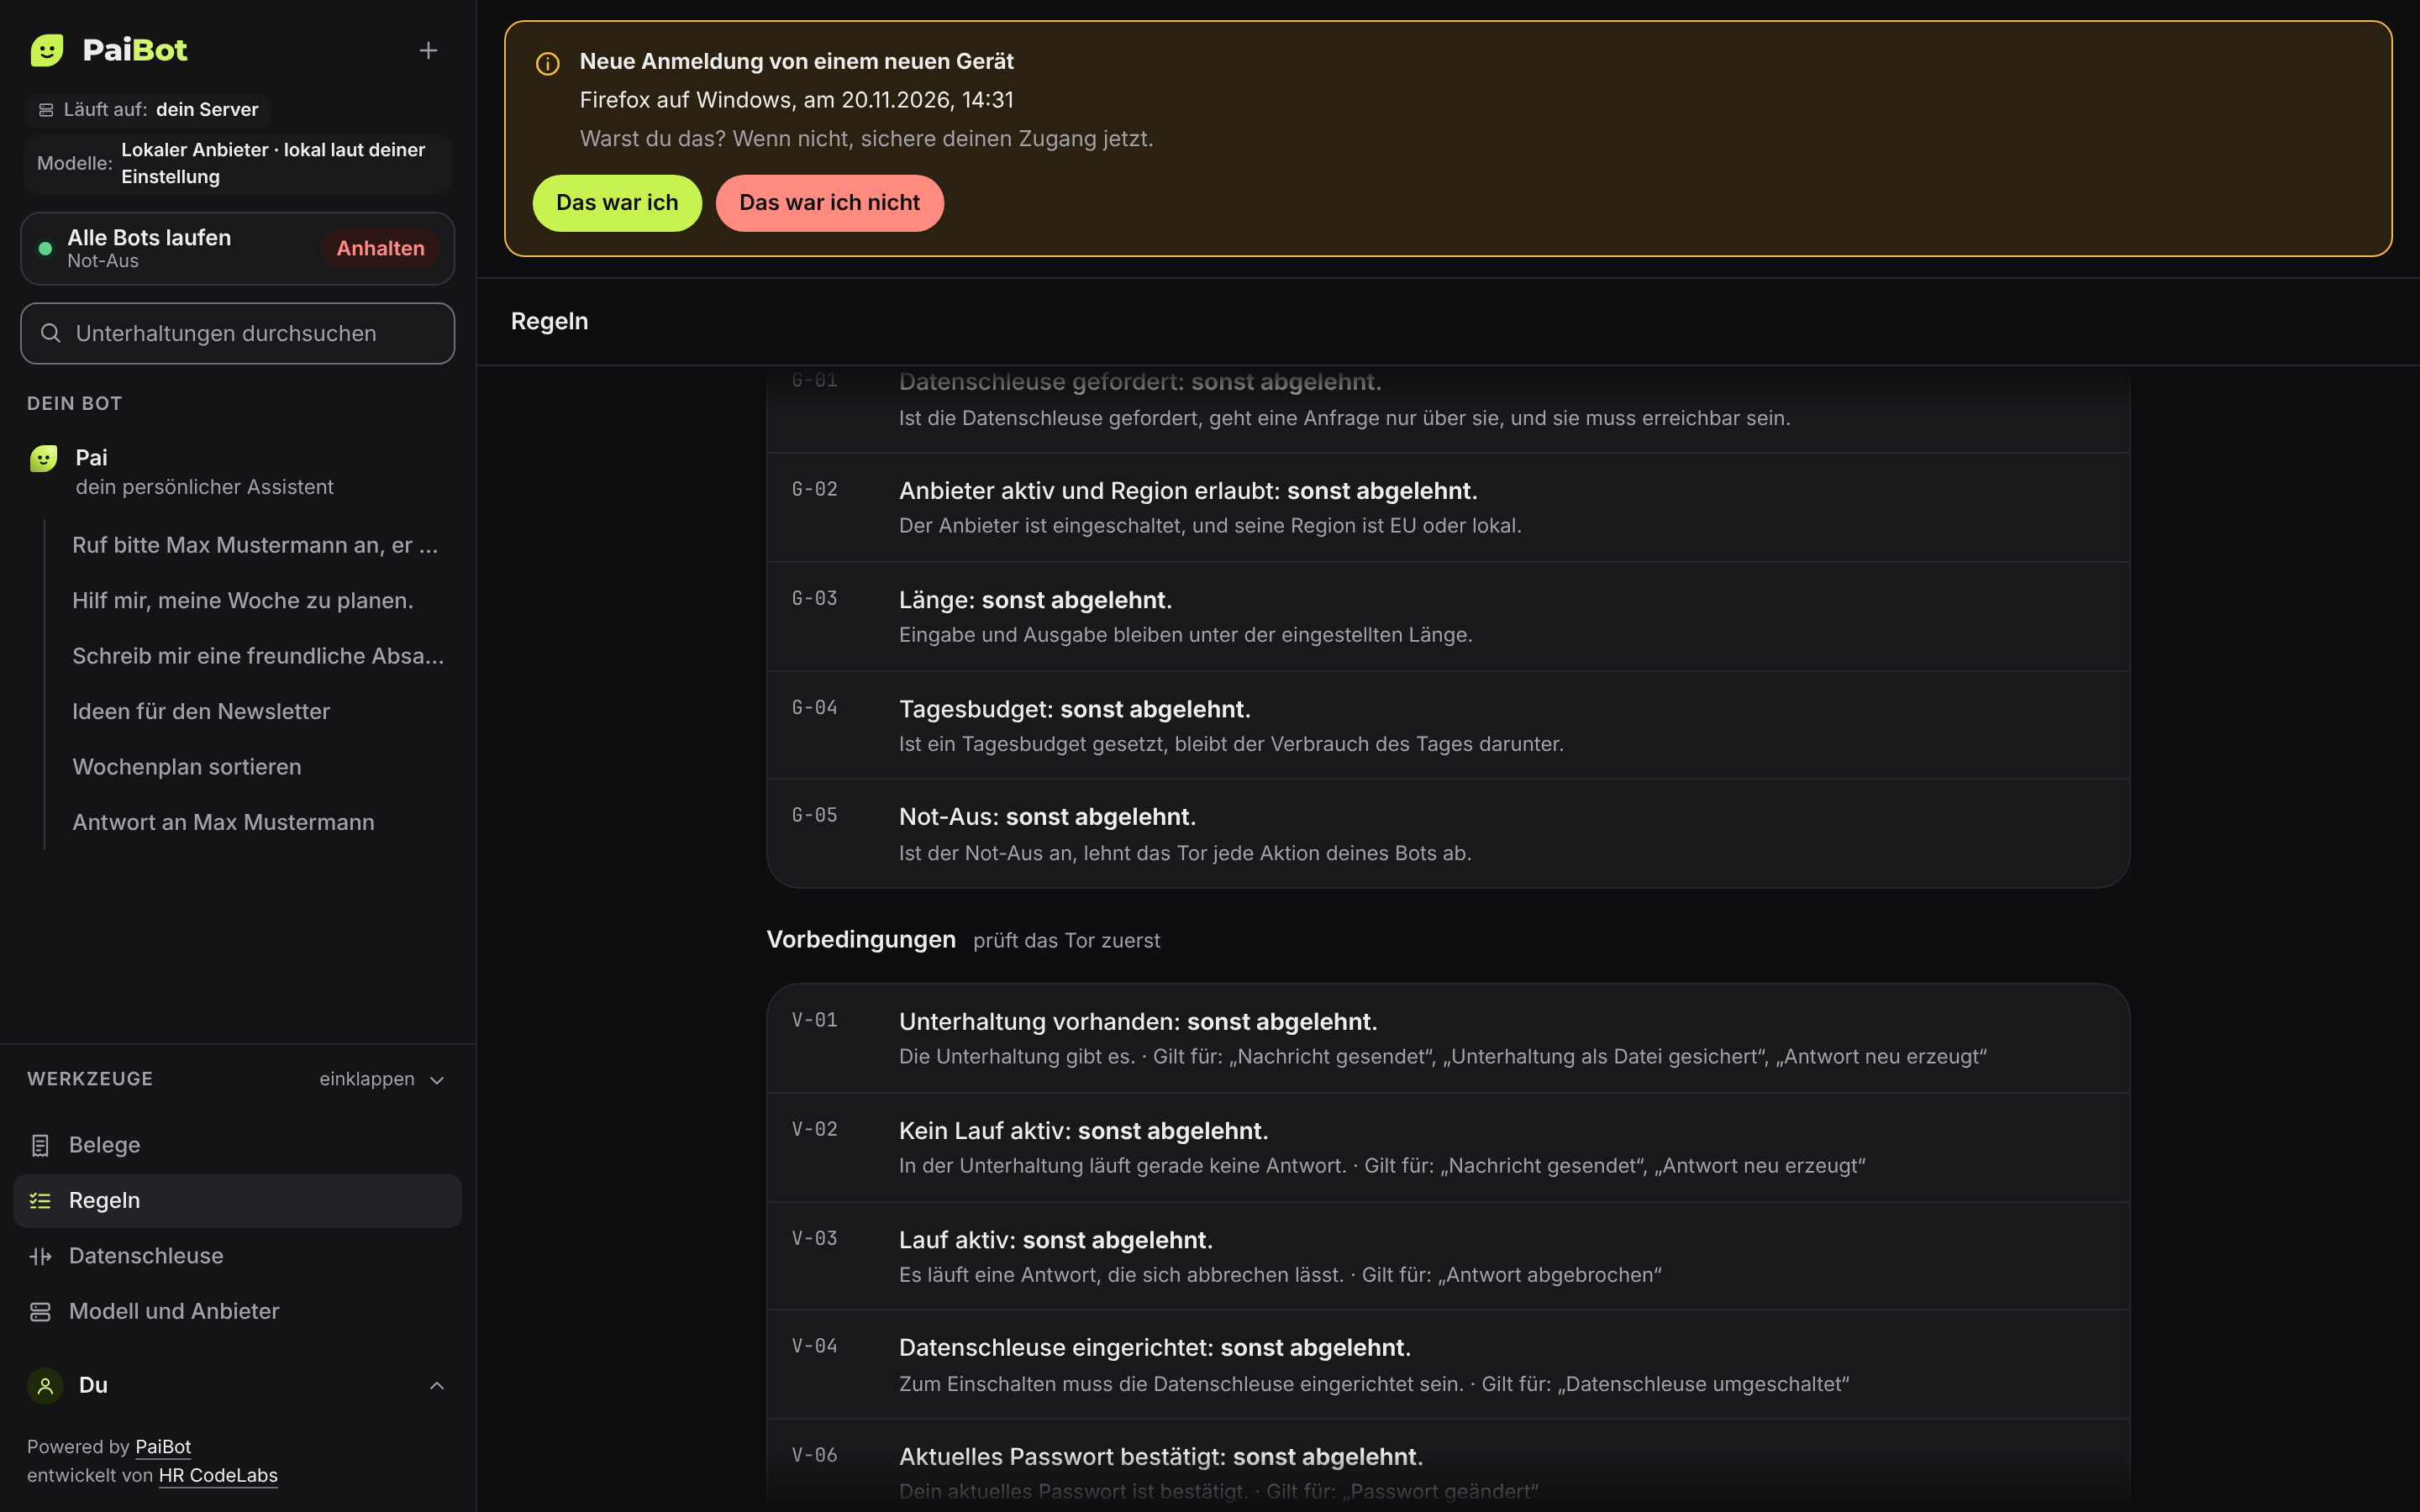 PaiBot
Läuft auf: dein Server
Modelle: Lokaler Anbieter · lokal laut deiner
Einstellung
Alle Bots laufen
Not-Aus
Anhalten
Unterhaltungen durchsuchen
DEIN BOT
Pai
dein persönlicher Assistent
Ruf bitte Max Mustermann an, er ...
Hilf mir, meine Woche zu planen.
Schreib mir eine freundliche Absa...
Ideen für den Newsletter
Wochenplan sortieren
Antwort an Max Mustermann
WERKZEUGE einklappen
Belege
Regeln
Datenschleuse
Modell und Anbieter
Du
Powered by PaiBot
entwickelt von HR CodeLabs
Neue Anmeldung von einem neuen Gerät
Firefox auf Windows, am 20.11.2026, 14:31
Warst du das? Wenn nicht, sichere deinen Zugang jetzt.
Das war ich
Das war ich nicht
Regeln
G-01 Datenschleuse gefordert: sonst abgelehnt.
Ist die Datenschleuse gefordert, geht eine Anfrage nur über sie, und sie muss erreichbar sein.
G-02 Anbieter aktiv und Region erlaubt: sonst abgelehnt.
Der Anbieter ist eingeschaltet, und seine Region ist EU oder lokal.
G-03 Länge: sonst abgelehnt.
Eingabe und Ausgabe bleiben unter der eingestellten Länge.
G-04 Tagesbudget: sonst abgelehnt.
Ist ein Tagesbudget gesetzt, bleibt der Verbrauch des Tages darunter.
G-05 Not-Aus: sonst abgelehnt.
Ist der Not-Aus an, lehnt das Tor jede Aktion deines Bots ab.
Vorbedingungen prüft das Tor zuerst
V-01 Unterhaltung vorhanden: sonst abgelehnt.
Die Unterhaltung gibt es. · Gilt für: „Nachricht gesendet“, „Unterhaltung als Datei gesichert“, „Antwort neu erzeugt“
V-02 Kein Lauf aktiv: sonst abgelehnt.
In der Unterhaltung läuft gerade keine Antwort. · Gilt für: „Nachricht gesendet“, „Antwort neu erzeugt“
V-03 Lauf aktiv: sonst abgelehnt.
Es läuft eine Antwort, die sich abbrechen lässt. · Gilt für: „Antwort abgebrochen“
V-04 Datenschleuse eingerichtet: sonst abgelehnt.
Zum Einschalten muss die Datenschleuse eingerichtet sein. · Gilt für: „Datenschleuse umgeschaltet“
V-06 Aktuelles Passwort bestätigt: sonst abgelehnt.
Dein aktuelles Passwort ist bestätigt. · Gilt für: „Passwort geändert“